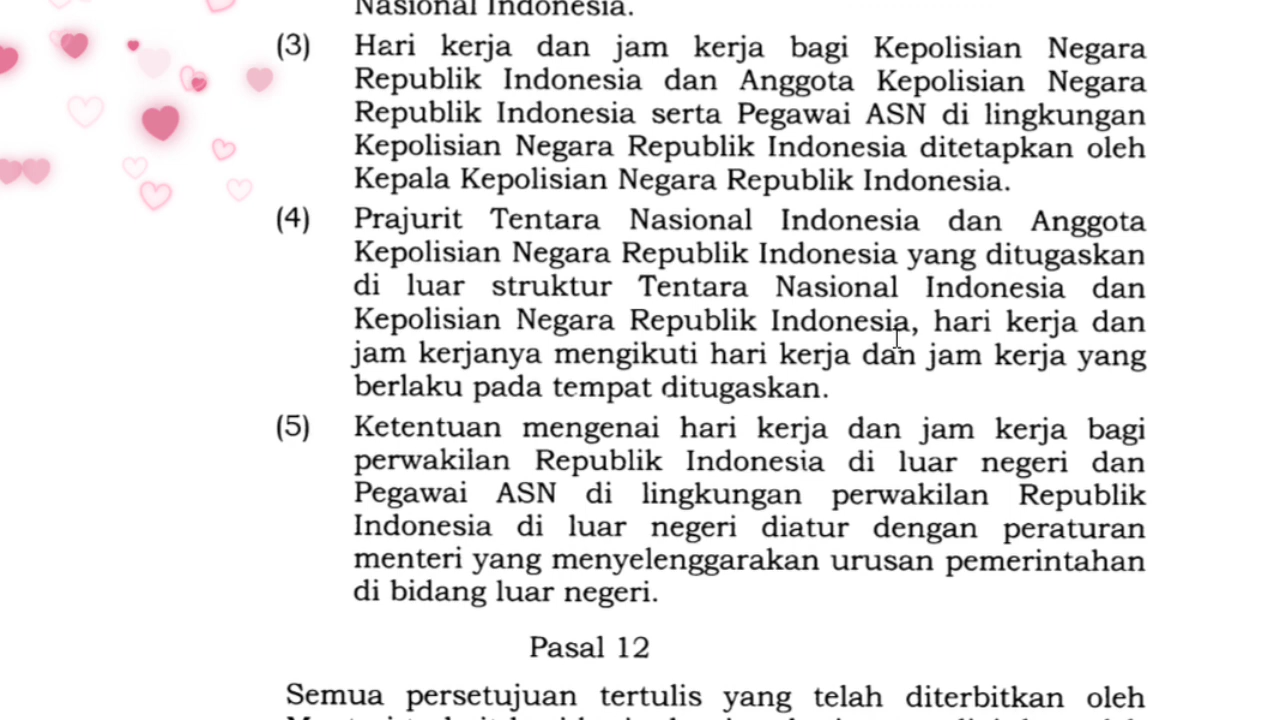 Nasional Indonesia.
(3) Hari kerja dan jam kerja bagi Kepolisian Negara
Republik Indonesia dan Anggota Kepolisian Negara
Republik Indonesia serta Pegawai ASN di lingkungan
Kepolisian Negara Republik Indonesia ditetapkan oleh
Kepala Kepolisian Negara Republik Indonesia.
(4) Prajurit Tentara Nasional Indonesia dan Anggota
Kepolisian Negara Republik Indonesia yang ditugaskan
di luar struktur Tentara Nasional Indonesia dan
Kepolisian Negara Republik Indonesia, hari kerja dan
jam kerjanya mengikuti hari kerja dan jam kerja yang
berlaku pada tempat ditugaskan.
(5) Ketentuan mengenai hari kerja dan jam kerja bagi
perwakilan Republik Indonesia di luar negeri dan
Pegawai ASN di lingkungan perwakilan Republik
Indonesia di luar negeri diatur dengan peraturan
menteri yang menyelenggarakan urusan pemerintahan
di bidang luar negeri.
Pasal 12
Semua persetujuan tertulis yang telah diterbitkan oleh